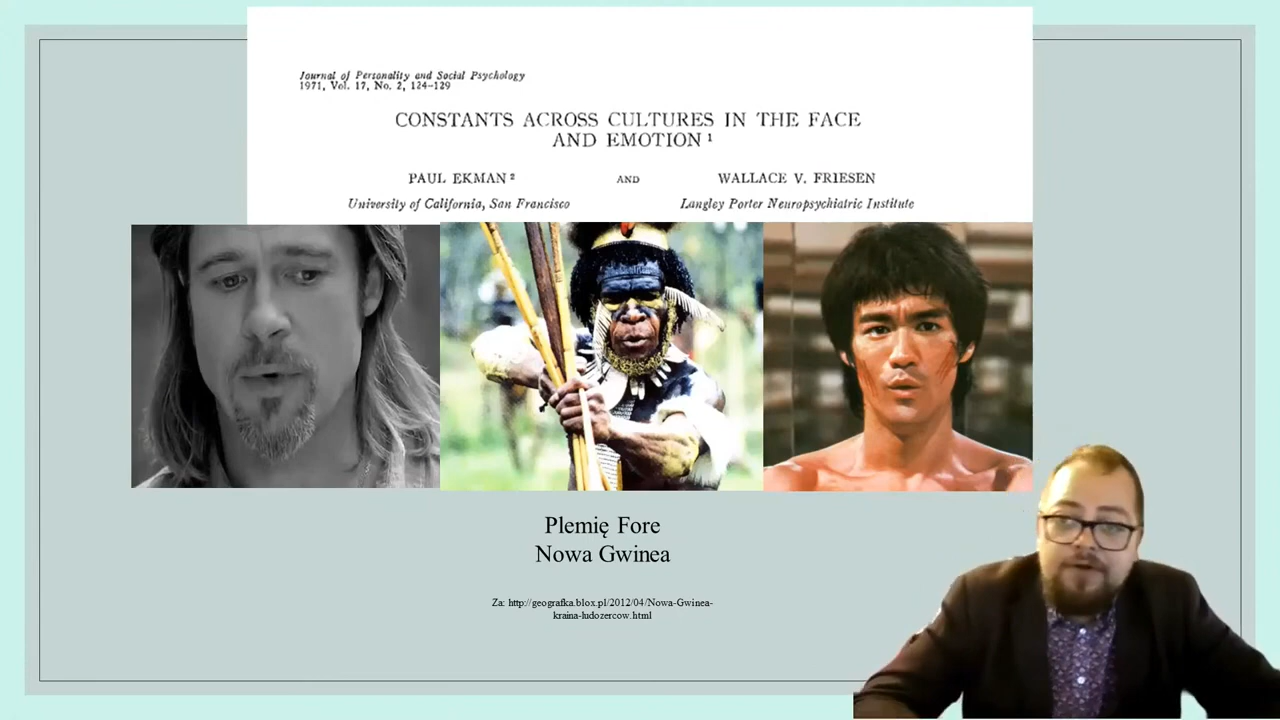 Journal of Personality and Social Psychology
1971, Vol. 17, No. 2, 124-129
CONSTANTS ACROSS CULTURES IN THE FACE
AND EMOTION ¹
PAUL EKMAN ² AND WALLACE V. FRIESEN
University of California, San Francisco Langley Porter Neuropsychiatric Institute
Plemię Fore
Nowa Gwinea
Za: http://geografka.blox.pl/2012/04/Nowa-Gwinea-
kraina-ludozercow.html